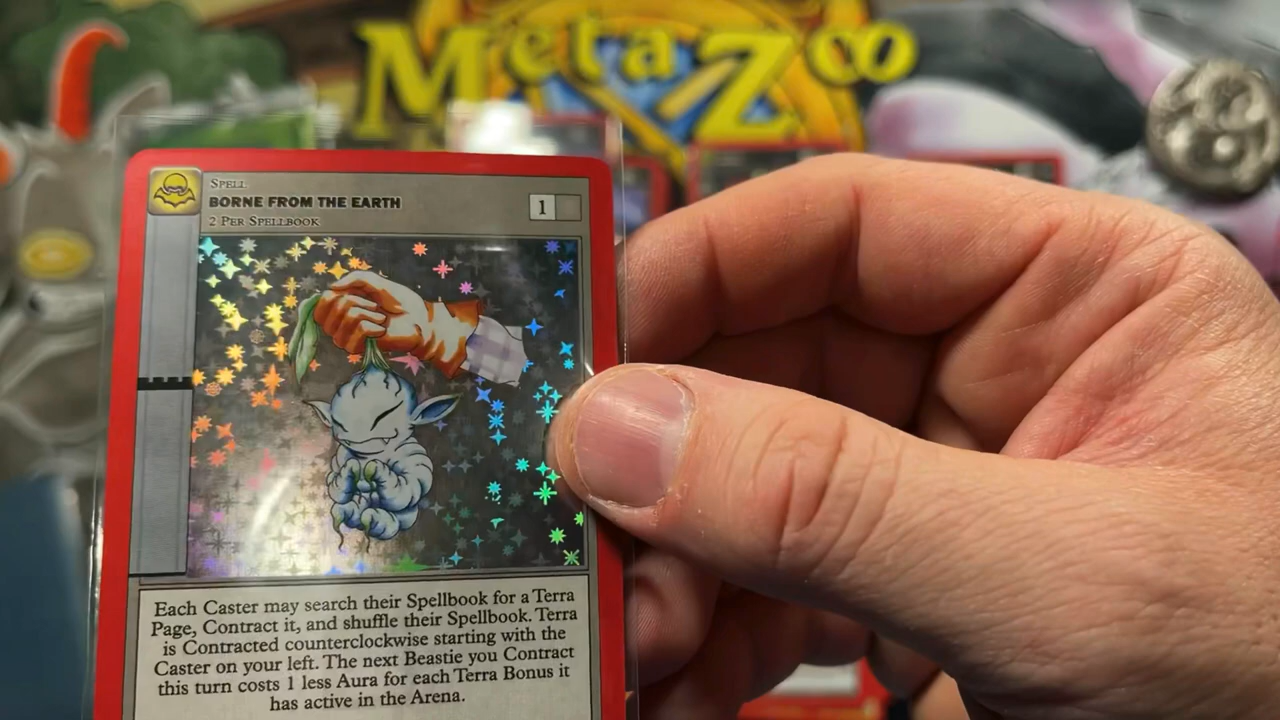 MetaZoo
SPELL
BORNE FROM THE EARTH
2 PER SPELLBOOK
1
Each Caster may search their Spellbook for a Terra
Page, Contract it, and shuffle their Spellbook. Terra
is Contracted counterclockwise starting with the
Caster on your left. The next Beastie you Contract
this turn costs 1 less Aura for each Terra Bonus it
has active in the Arena.